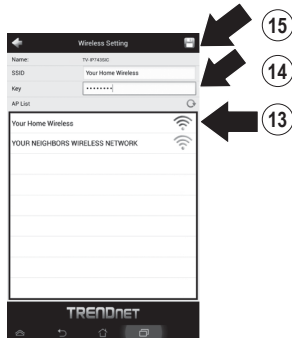 Wireless Setting
15
Name: TV-IP743SIC
SSID Your Home Wireless
14
Key ••••••••
AP List
13
Your Home Wireless
YOUR NEIGHBORS WIRELESS NETWORK
TRENDNET